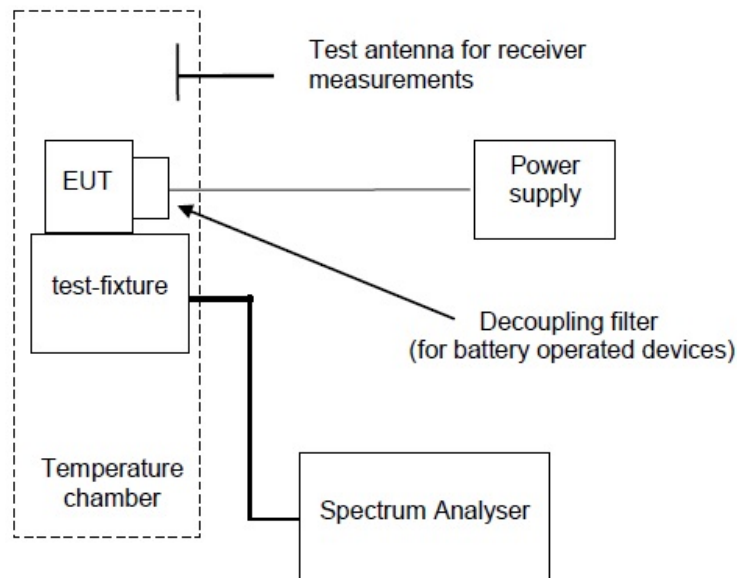 Test antenna for receiver
measurements
EUT
Power
supply
test-fixture
Decoupling filter
(for battery operated devices)
Temperature
chamber
Spectrum Analyser